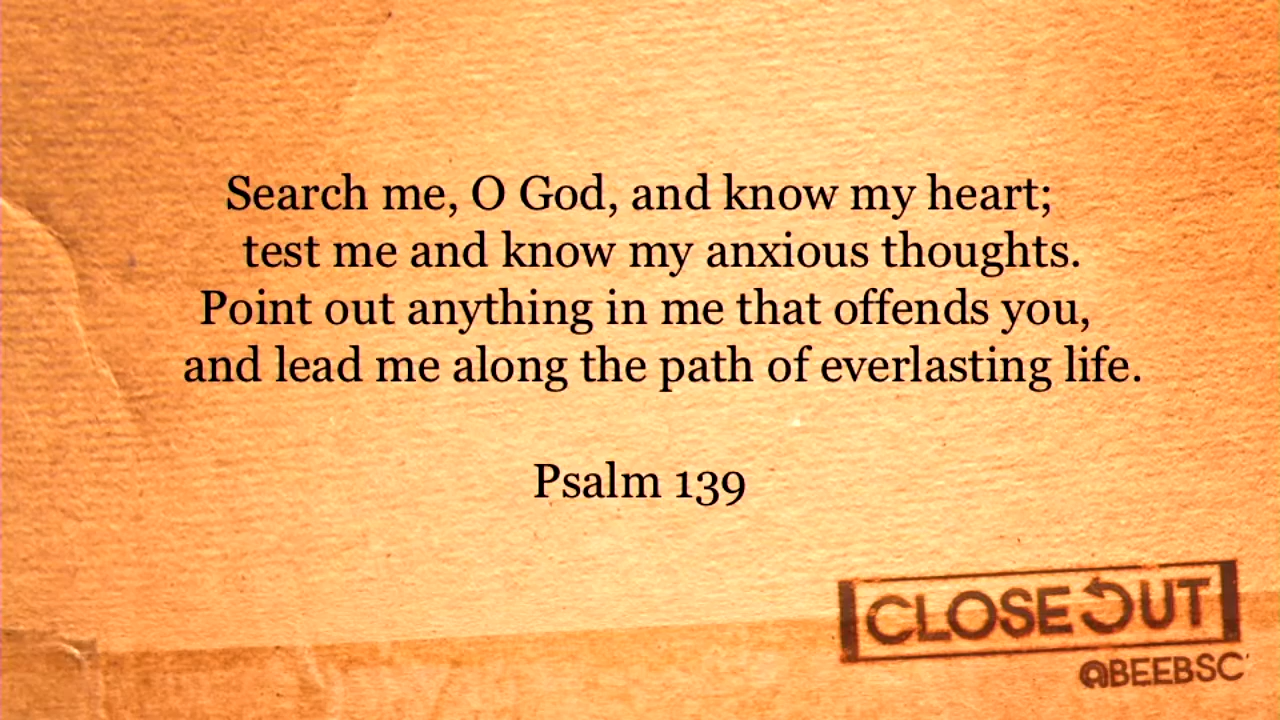 Search me, O God, and know my heart;
test me and know my anxious thoughts.
Point out anything in me that offends you,
and lead me along the path of everlasting life.
Psalm 139
CLOSEOUT
@BEEBSC'